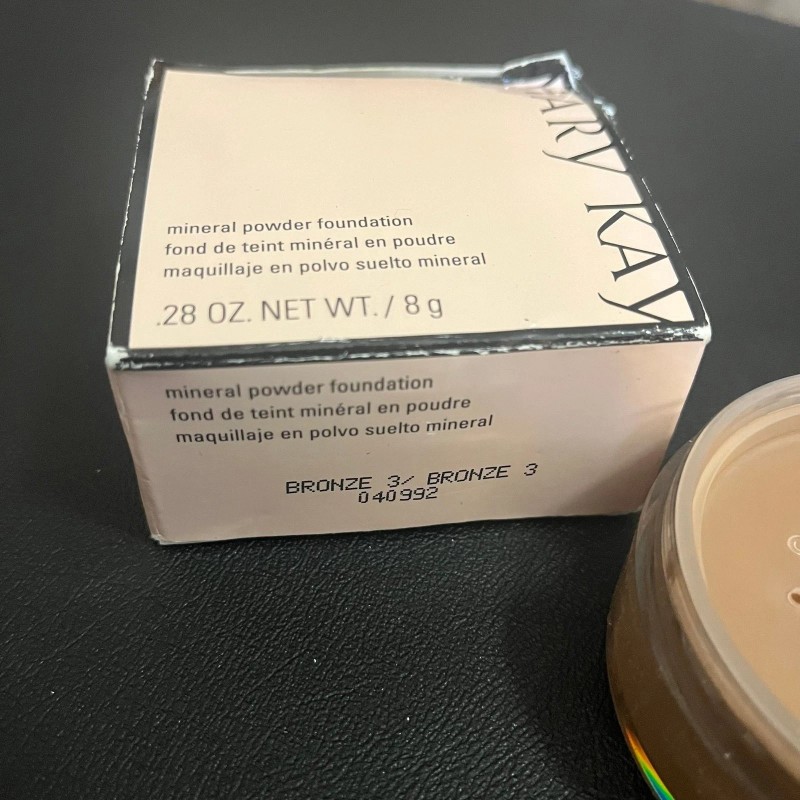 MARY KAY
mineral powder foundation
fond de teint minéral en poudre
maquillaje en polvo suelto mineral
.28 OZ. NET WT. / 8 g
mineral powder foundation
fond de teint minéral en poudre
maquillaje en polvo suelto mineral
BRONZE 3/ BRONZE 3
040992